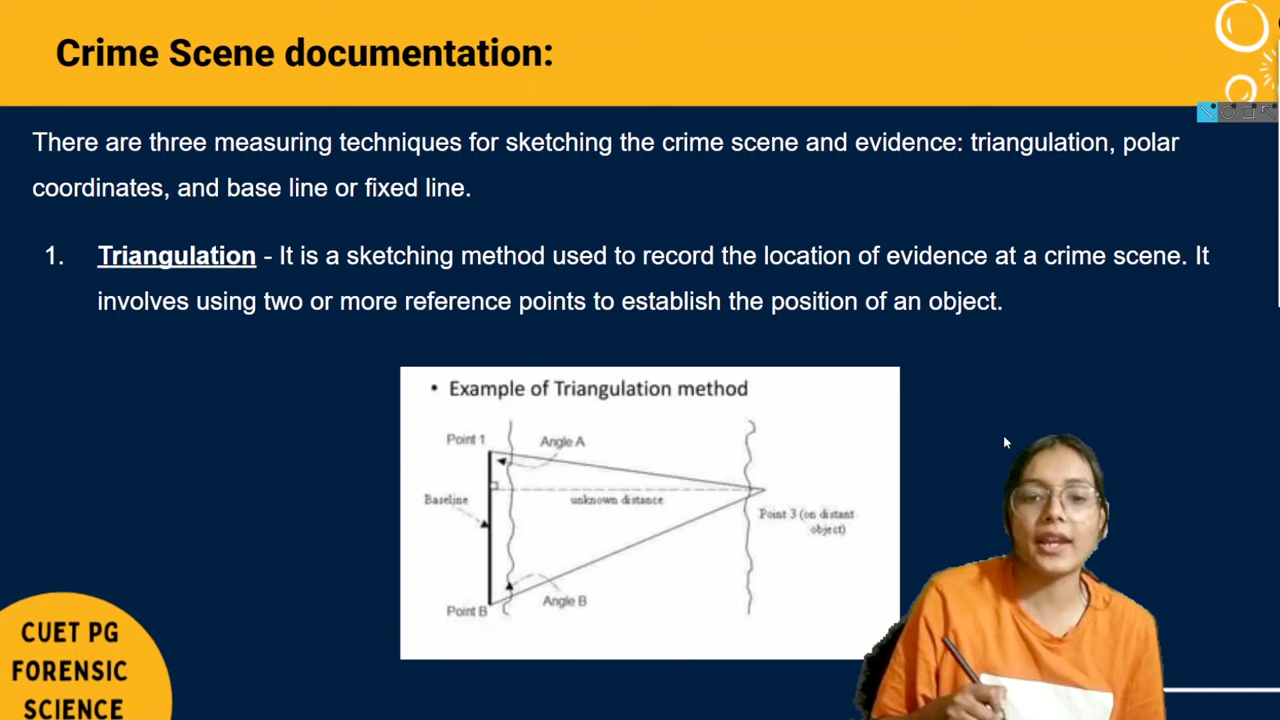 Crime Scene documentation:
There are three measuring techniques for sketching the crime scene and evidence: triangulation, polar
coordinates, and base line or fixed line.
1. Triangulation - It is a sketching method used to record the location of evidence at a crime scene. It
involves using two or more reference points to establish the position of an object.
• Example of Triangulation method
Point 1
Angle A
Baseline
unknown distance
Point 3 (on distant
object)
Angle B
Point B
CUET PG
FORENSIC
SCIENCE